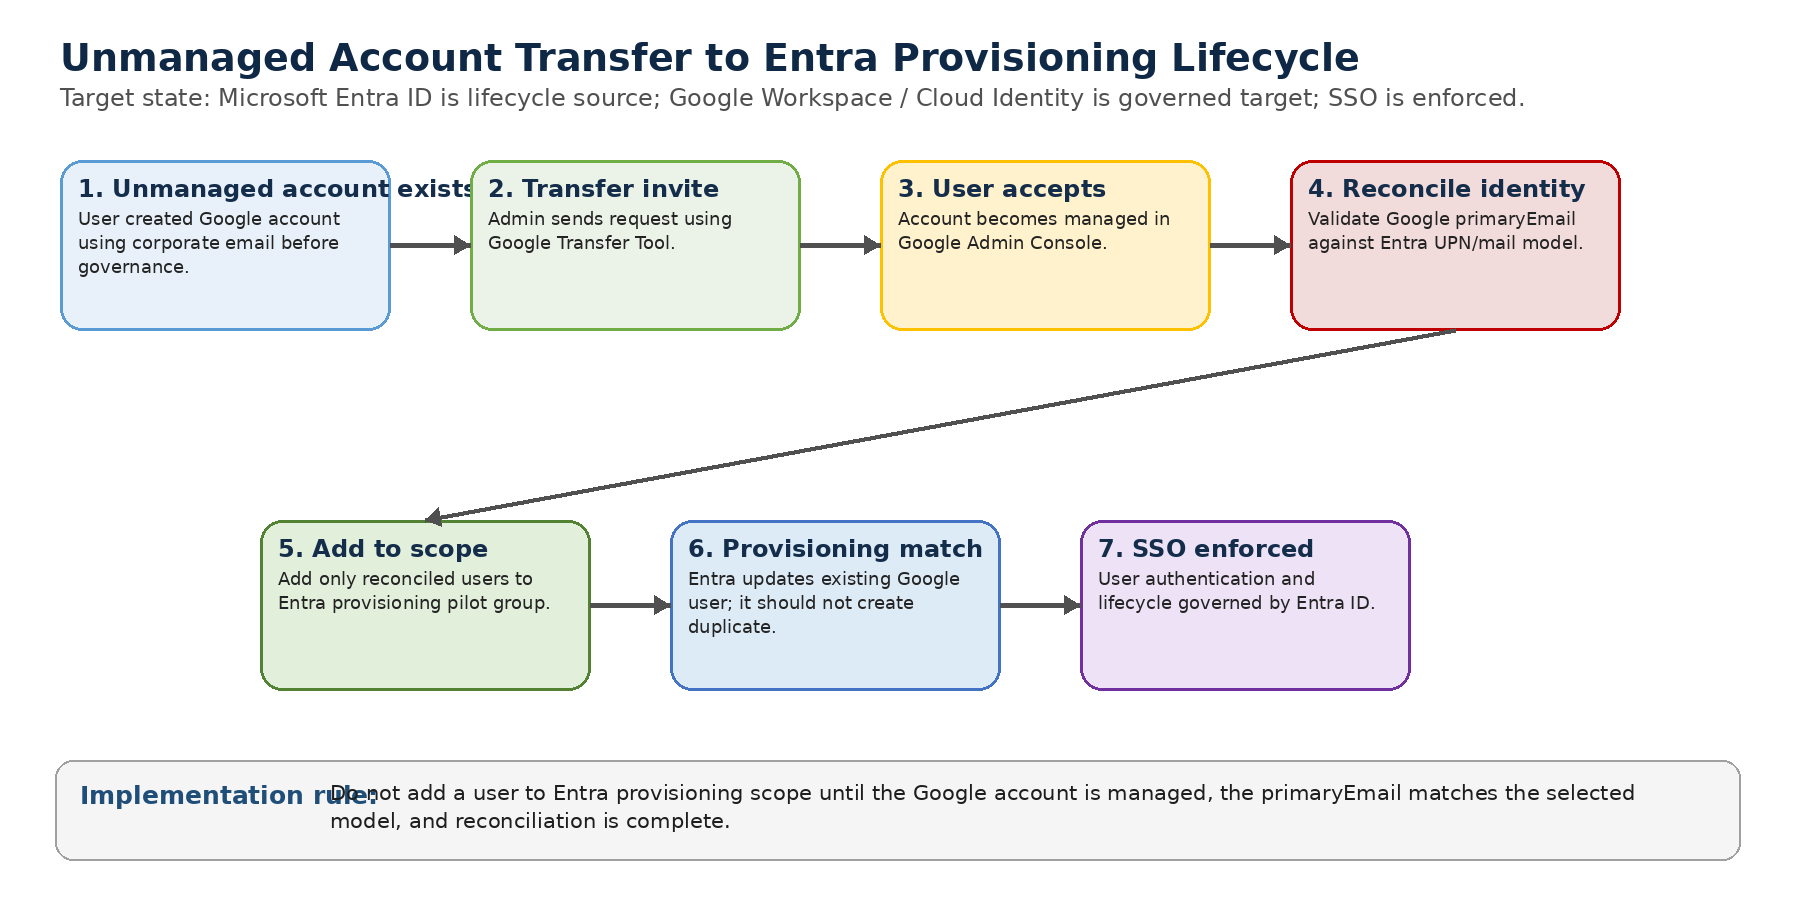 Unmanaged Account Transfer to Entra Provisioning Lifecycle
Target state: Microsoft Entra ID is lifecycle source; Google Workspace / Cloud Identity is governed target; SSO is enforced.
1. Unmanaged account exists
User created Google account
using corporate email before
governance.
2. Transfer invite
Admin sends request using
Google Transfer Tool.
3. User accepts
Account becomes managed in
Google Admin Console.
4. Reconcile identity
Validate Google primaryEmail
against Entra UPN/mail model.
5. Add to scope
Add only reconciled users to
Entra provisioning pilot group.
6. Provisioning match
Entra updates existing Google
user; it should not create
duplicate.
7. SSO enforced
User authentication and
lifecycle governed by Entra ID.
Implementation rule:
Do not add a user to Entra provisioning scope until the Google account is managed, the primaryEmail matches the selected
model, and reconciliation is complete.